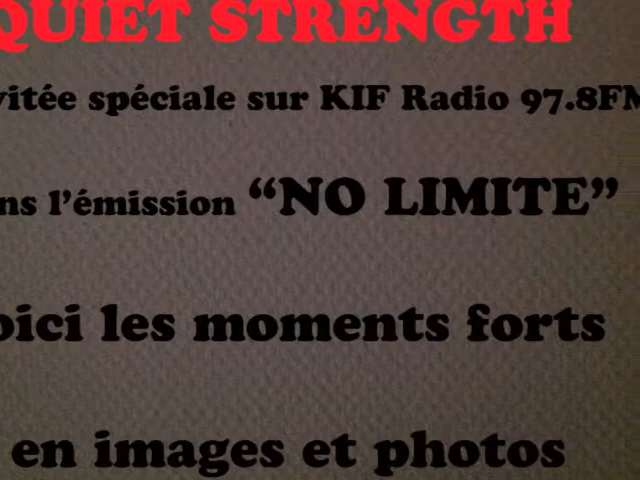 QUIET STRENGTH
vitée spéciale sur KIF Radio 97.8FM
ns l'émission “NO LIMITE”
oici les moments forts
en images et photos